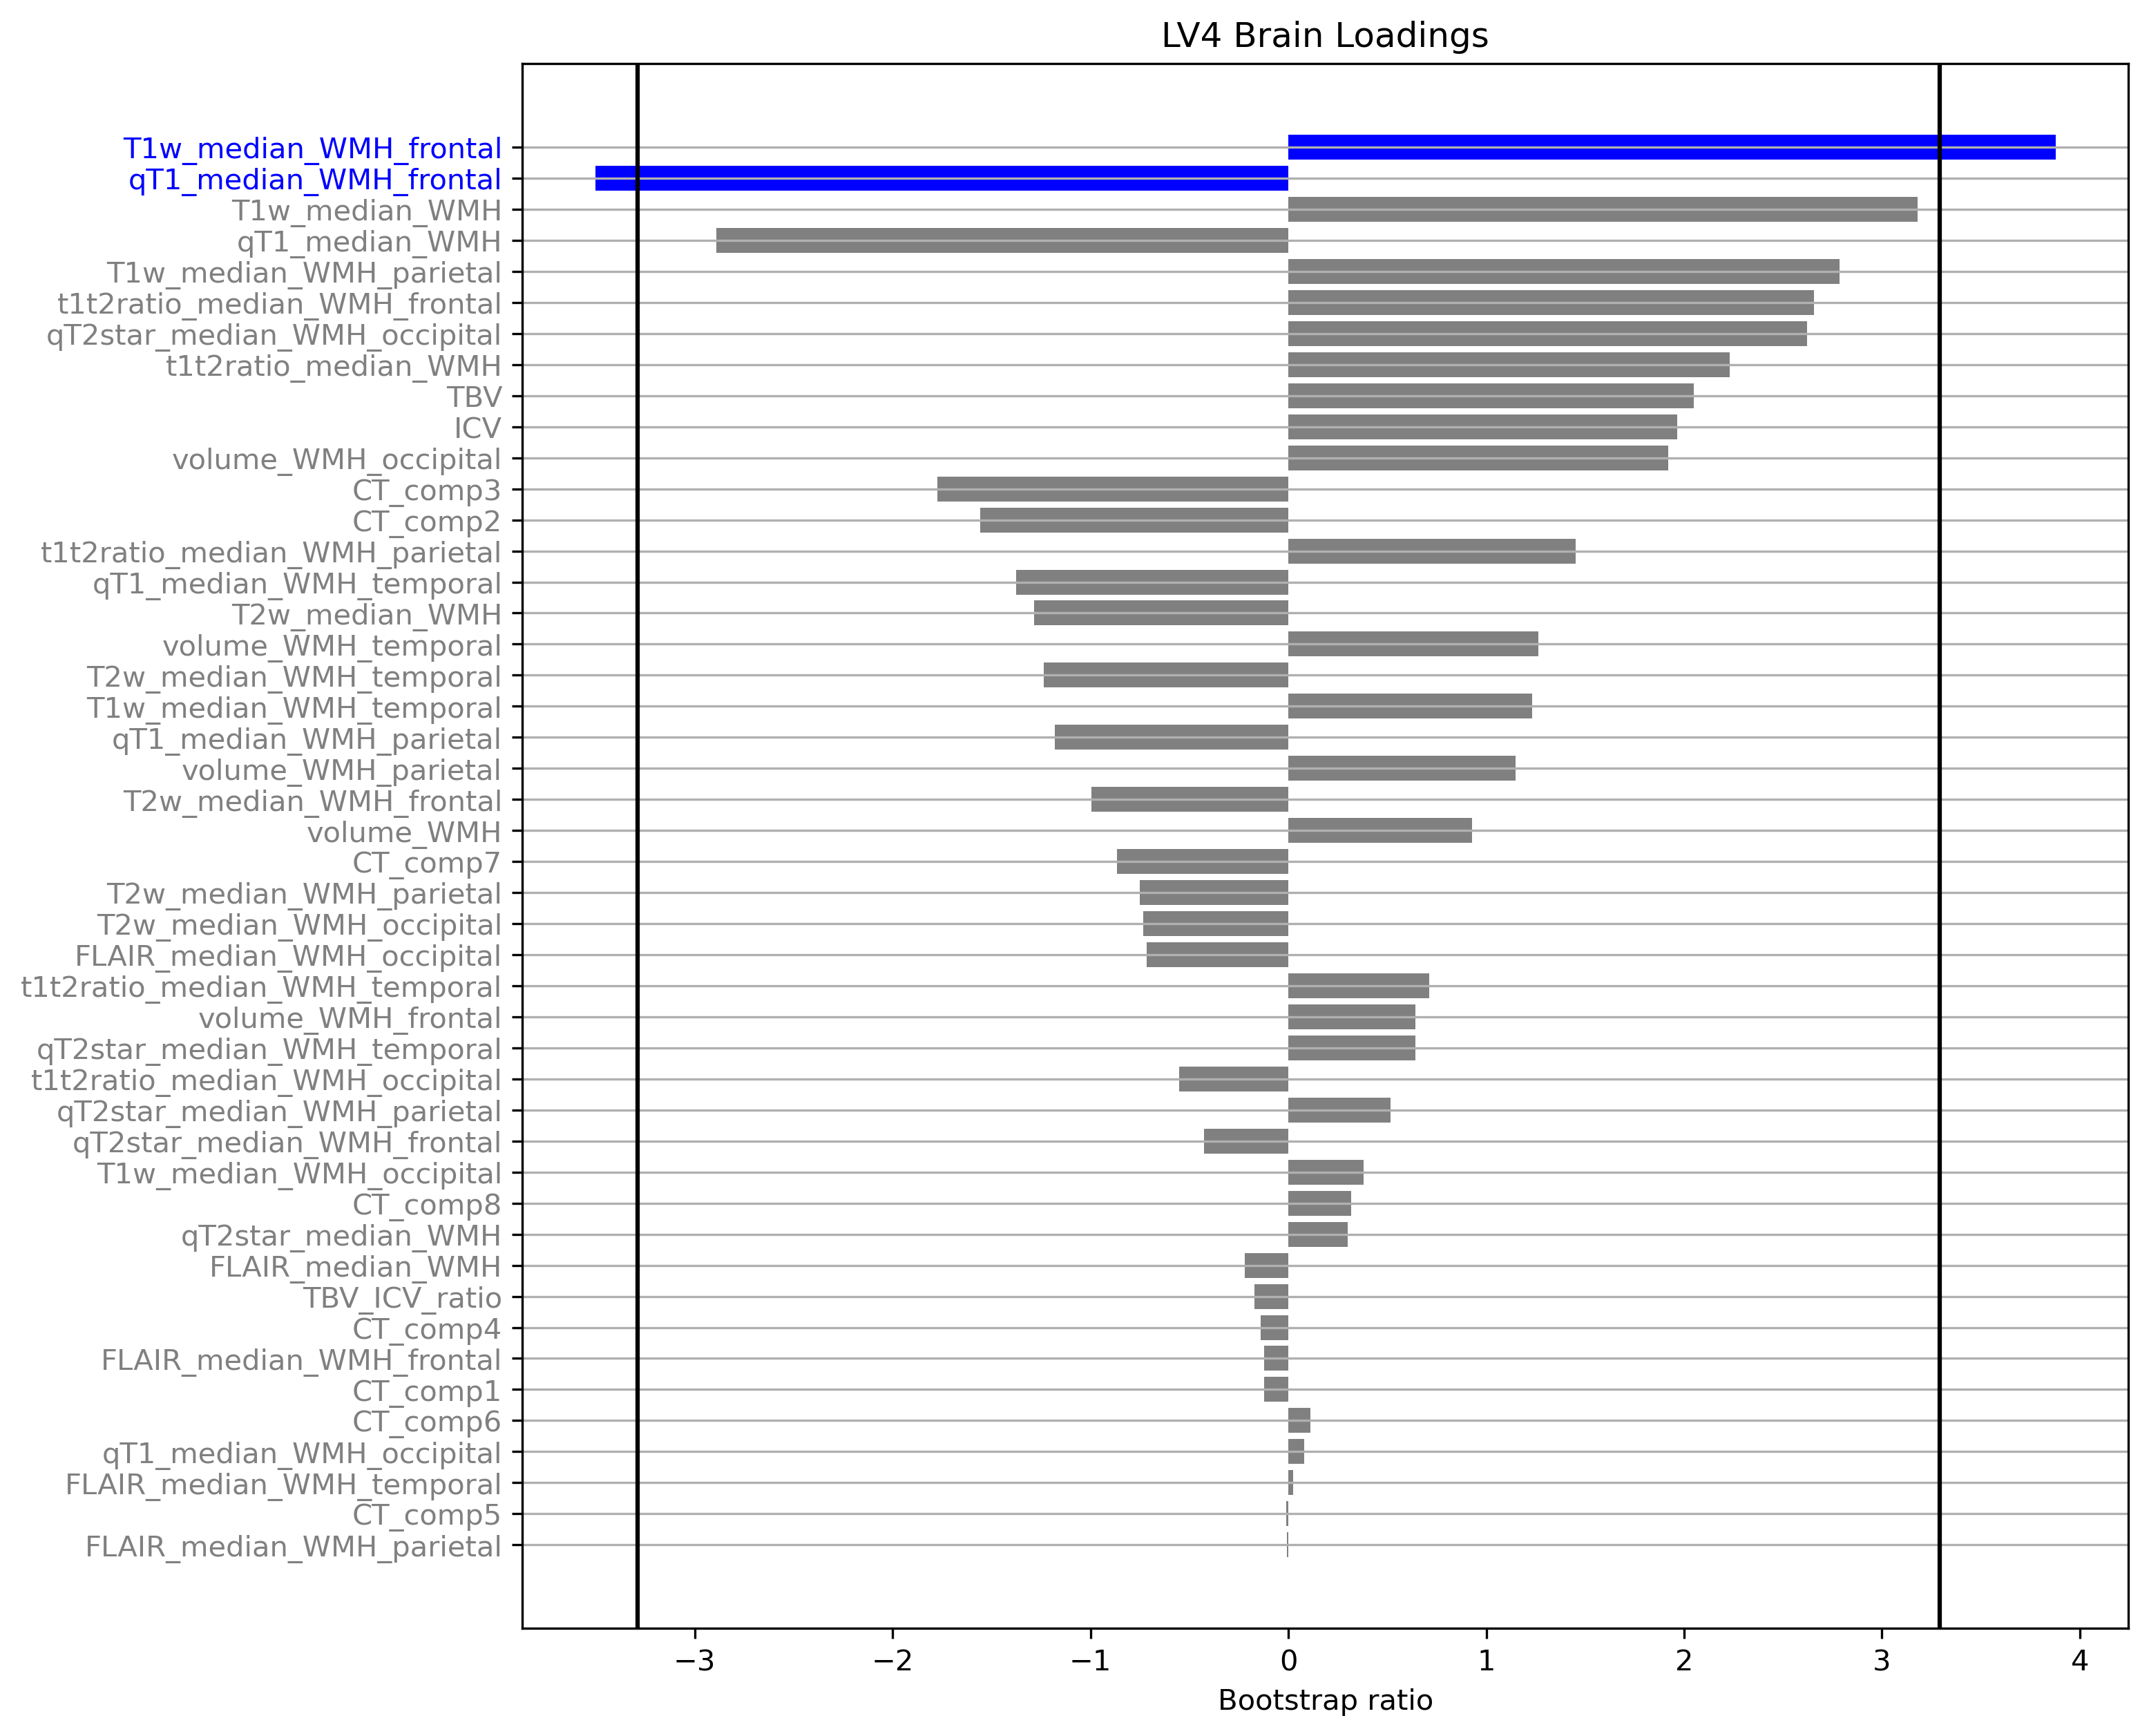 LV4 Brain Loadings
T1w_median_WMH_frontal
qT1_median_WMH_frontal
T1w_median_WMH
qT1_median_WMH
T1w_median_WMH_parietal
t1t2ratio_median_WMH_frontal
qT2star_median_WMH_occipital
t1t2ratio_median_WMH
TBV
ICV
volume_WMH_occipital
CT_comp3
CT_comp2
t1t2ratio_median_WMH_parietal
qT1_median_WMH_temporal
T2w_median_WMH
volume_WMH_temporal
T2w_median_WMH_temporal
T1w_median_WMH_temporal
qT1_median_WMH_parietal
volume_WMH_parietal
T2w_median_WMH_frontal
volume_WMH
CT_comp7
T2w_median_WMH_parietal
T2w_median_WMH_occipital
FLAIR_median_WMH_occipital
t1t2ratio_median_WMH_temporal
volume_WMH_frontal
qT2star_median_WMH_temporal
t1t2ratio_median_WMH_occipital
qT2star_median_WMH_parietal
qT2star_median_WMH_frontal
T1w_median_WMH_occipital
CT_comp8
qT2star_median_WMH
FLAIR_median_WMH
TBV_ICV_ratio
CT_comp4
FLAIR_median_WMH_frontal
CT_comp1
CT_comp6
qT1_median_WMH_occipital
FLAIR_median_WMH_temporal
CT_comp5
FLAIR_median_WMH_parietal
−3 −2 −1 0 1 2 3 4
Bootstrap ratio